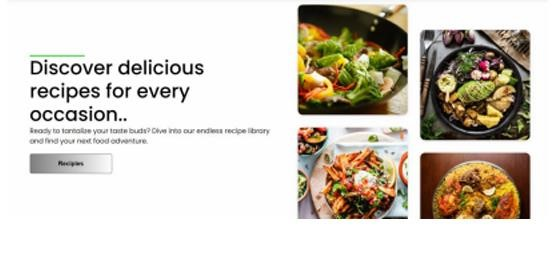 Discover delicious
recipes for every
occasion..
Ready to tantalize your taste buds? Dive into our endless recipe library
and find your next food adventure.
Recipies